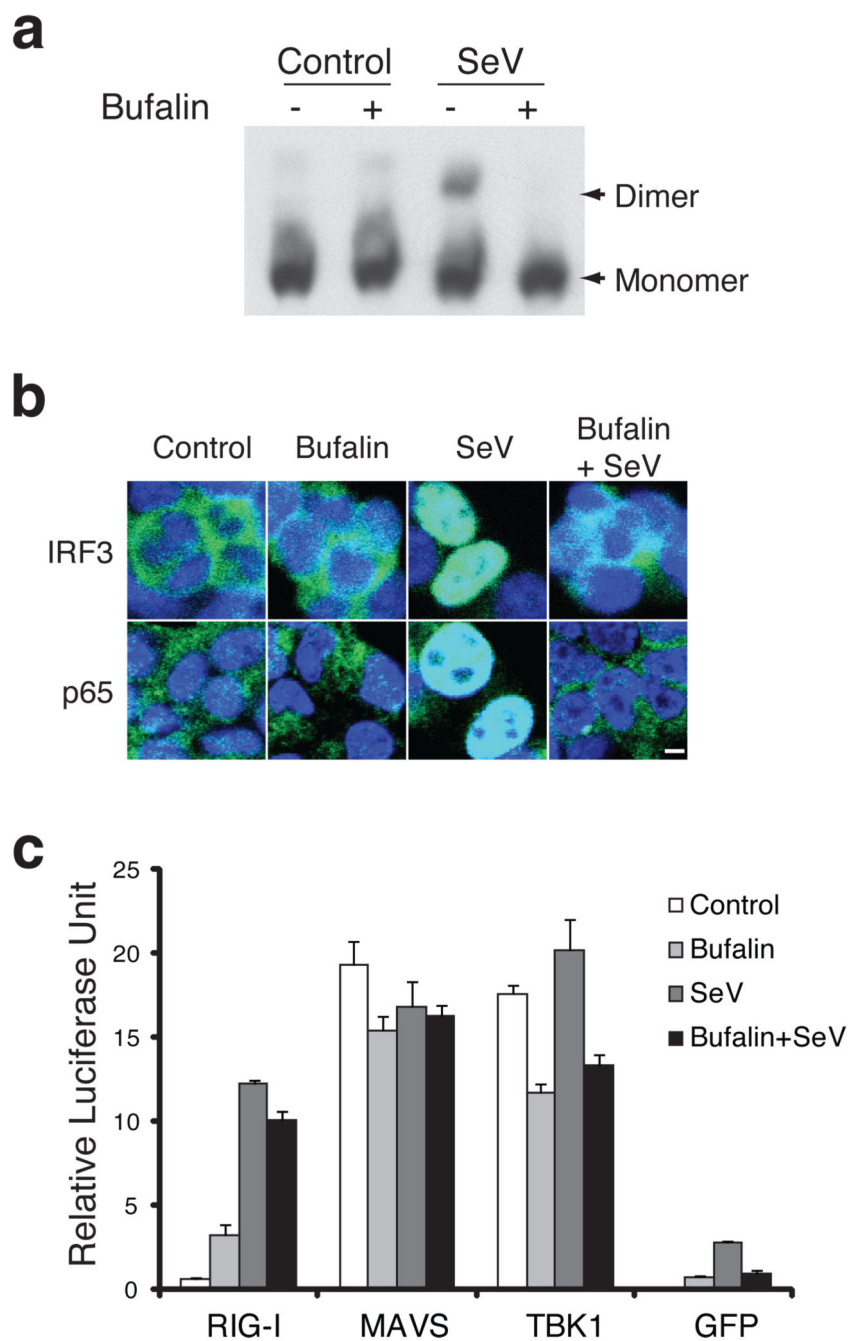 a
Control SeV
Bufalin - + - +
Dimer
Monomer
b
Control Bufalin SeV Bufalin
+ SeV
IRF3
p65
c
Relative Luciferase Unit
25
20
15
10
5
0
Control
Bufalin
SeV
Bufalin+SeV
RIG-I MAVS TBK1 GFP